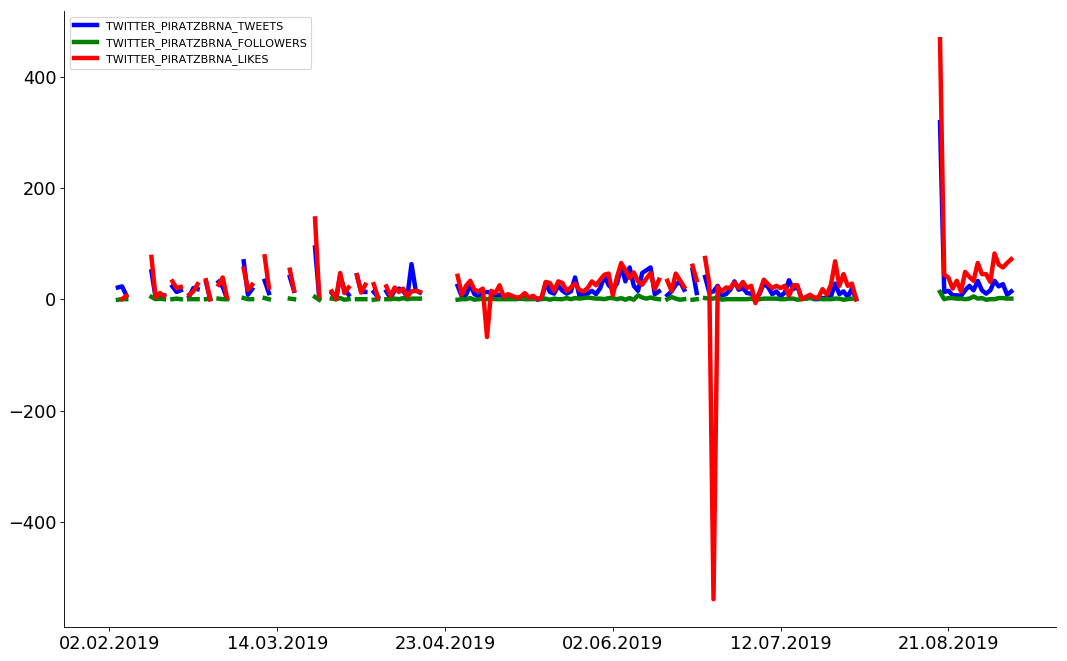 TWITTER_PIRATZBRNA_TWEETS
TWITTER_PIRATZBRNA_FOLLOWERS
TWITTER_PIRATZBRNA_LIKES
400
200
0
−200
−400
02.02.2019 14.03.2019 23.04.2019 02.06.2019 12.07.2019 21.08.2019